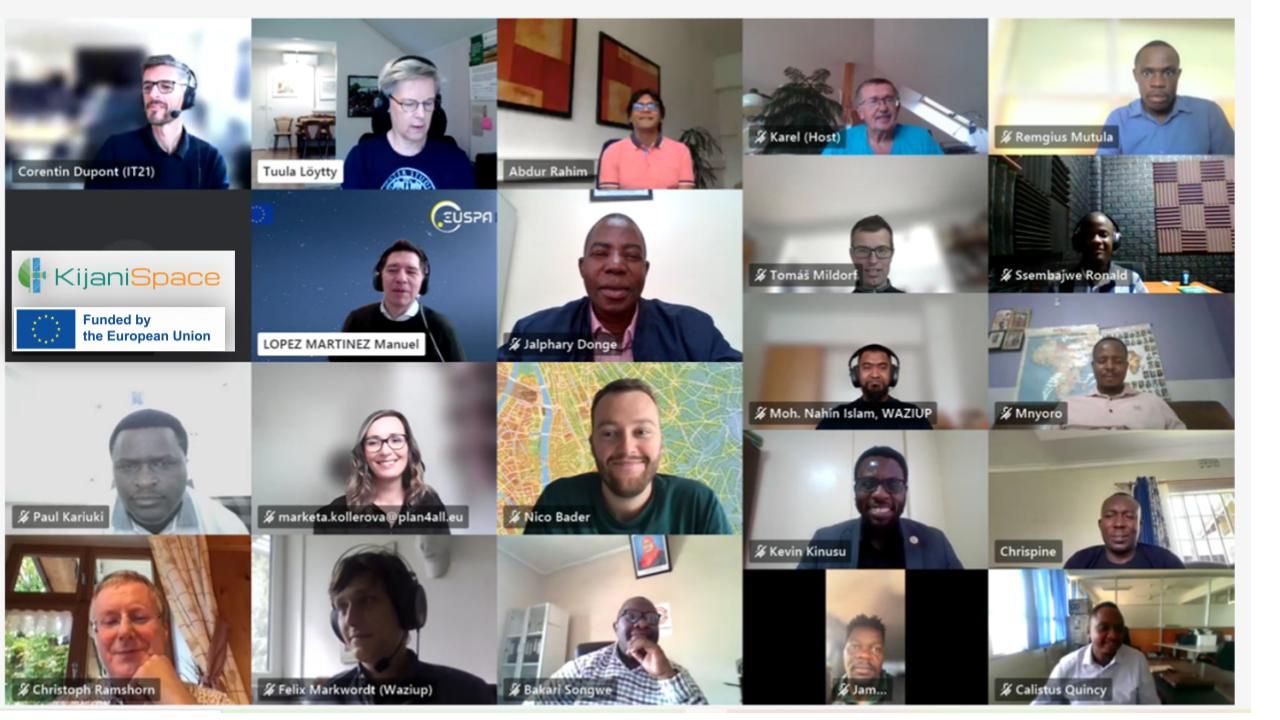 Corentin Dupont (IT21)
Tuula Löytty
Abdur Rahim
Karel (Host)
Remgius Mutula
KijaniSpace
Funded by
the European Union
EUSPA
LOPEZ MARTINEZ Manuel
Jalphary Donge
Tomáš Mildorf
Ssembajwe Ronald
Moh. Nahin Islam, WAZIUP
Mnyoro
Paul Kariuki
marketa.kollerova@plan4all.eu
Nico Bader
Kevin Kinusu
Chrispine
Christoph Ramshorn
Felix Markwordt (Waziup)
Bakari Songwe
Jam...
Calistus Quincy